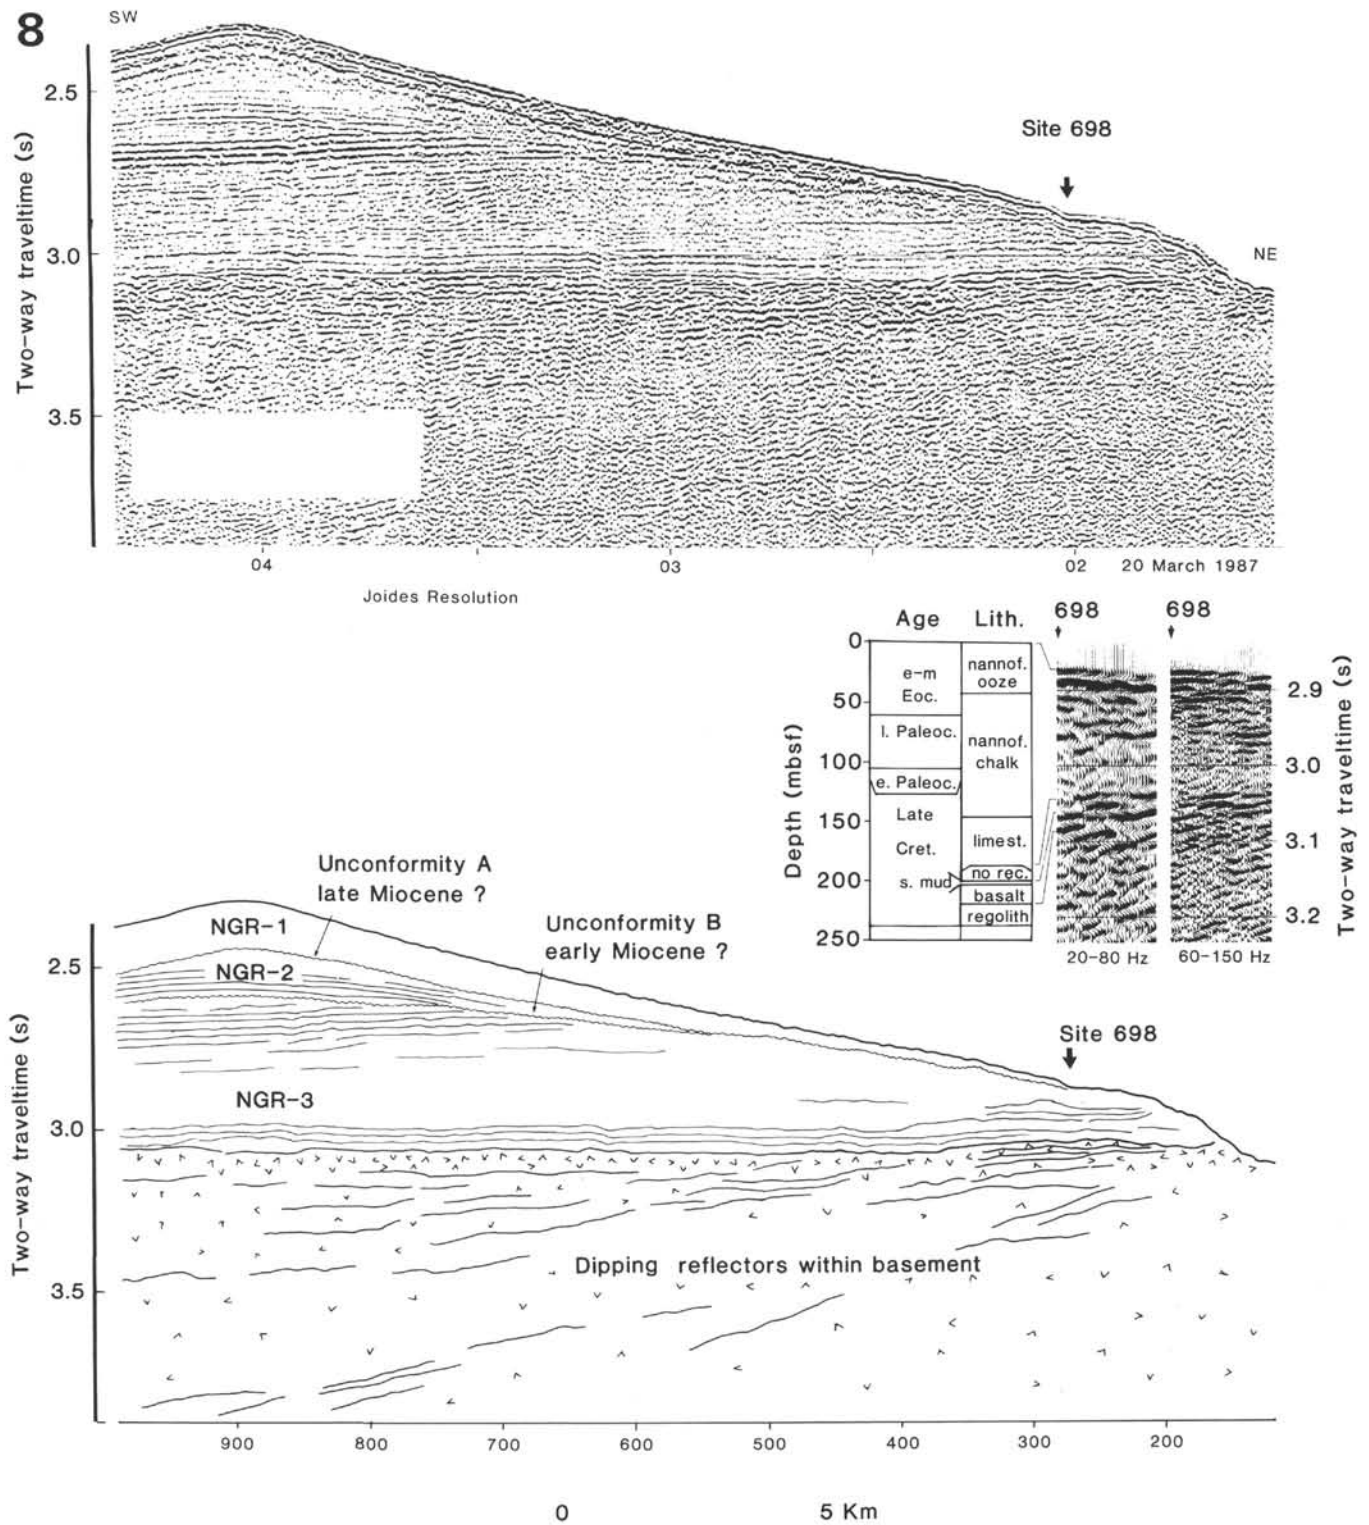 8
SW
Two-way traveltime (s)
2.5
3.0
3.5
Site 698
NE
04
03
02
20 March 1987
Joides Resolution
Age
Lith.
698
698
Depth (mbsf)
0
50
100
150
200
250
e-m
Eoc.
l. Paleoc.
e. Paleoc.
Late
Cret.
s. mud
nannof.
ooze
nannof.
chalk
limest.
no rec.
basalt
regolith
2.9
3.0
3.1
3.2
Two-way traveltime (s)
20-80 Hz
60-150 Hz
Unconformity A
late Miocene ?
Unconformity B
early Miocene ?
NGR-1
NGR-2
NGR-3
Two-way traveltime (s)
2.5
3.0
3.5
Site 698
Dipping reflectors within basement
900
800
700
600
500
400
300
200
0
5 Km